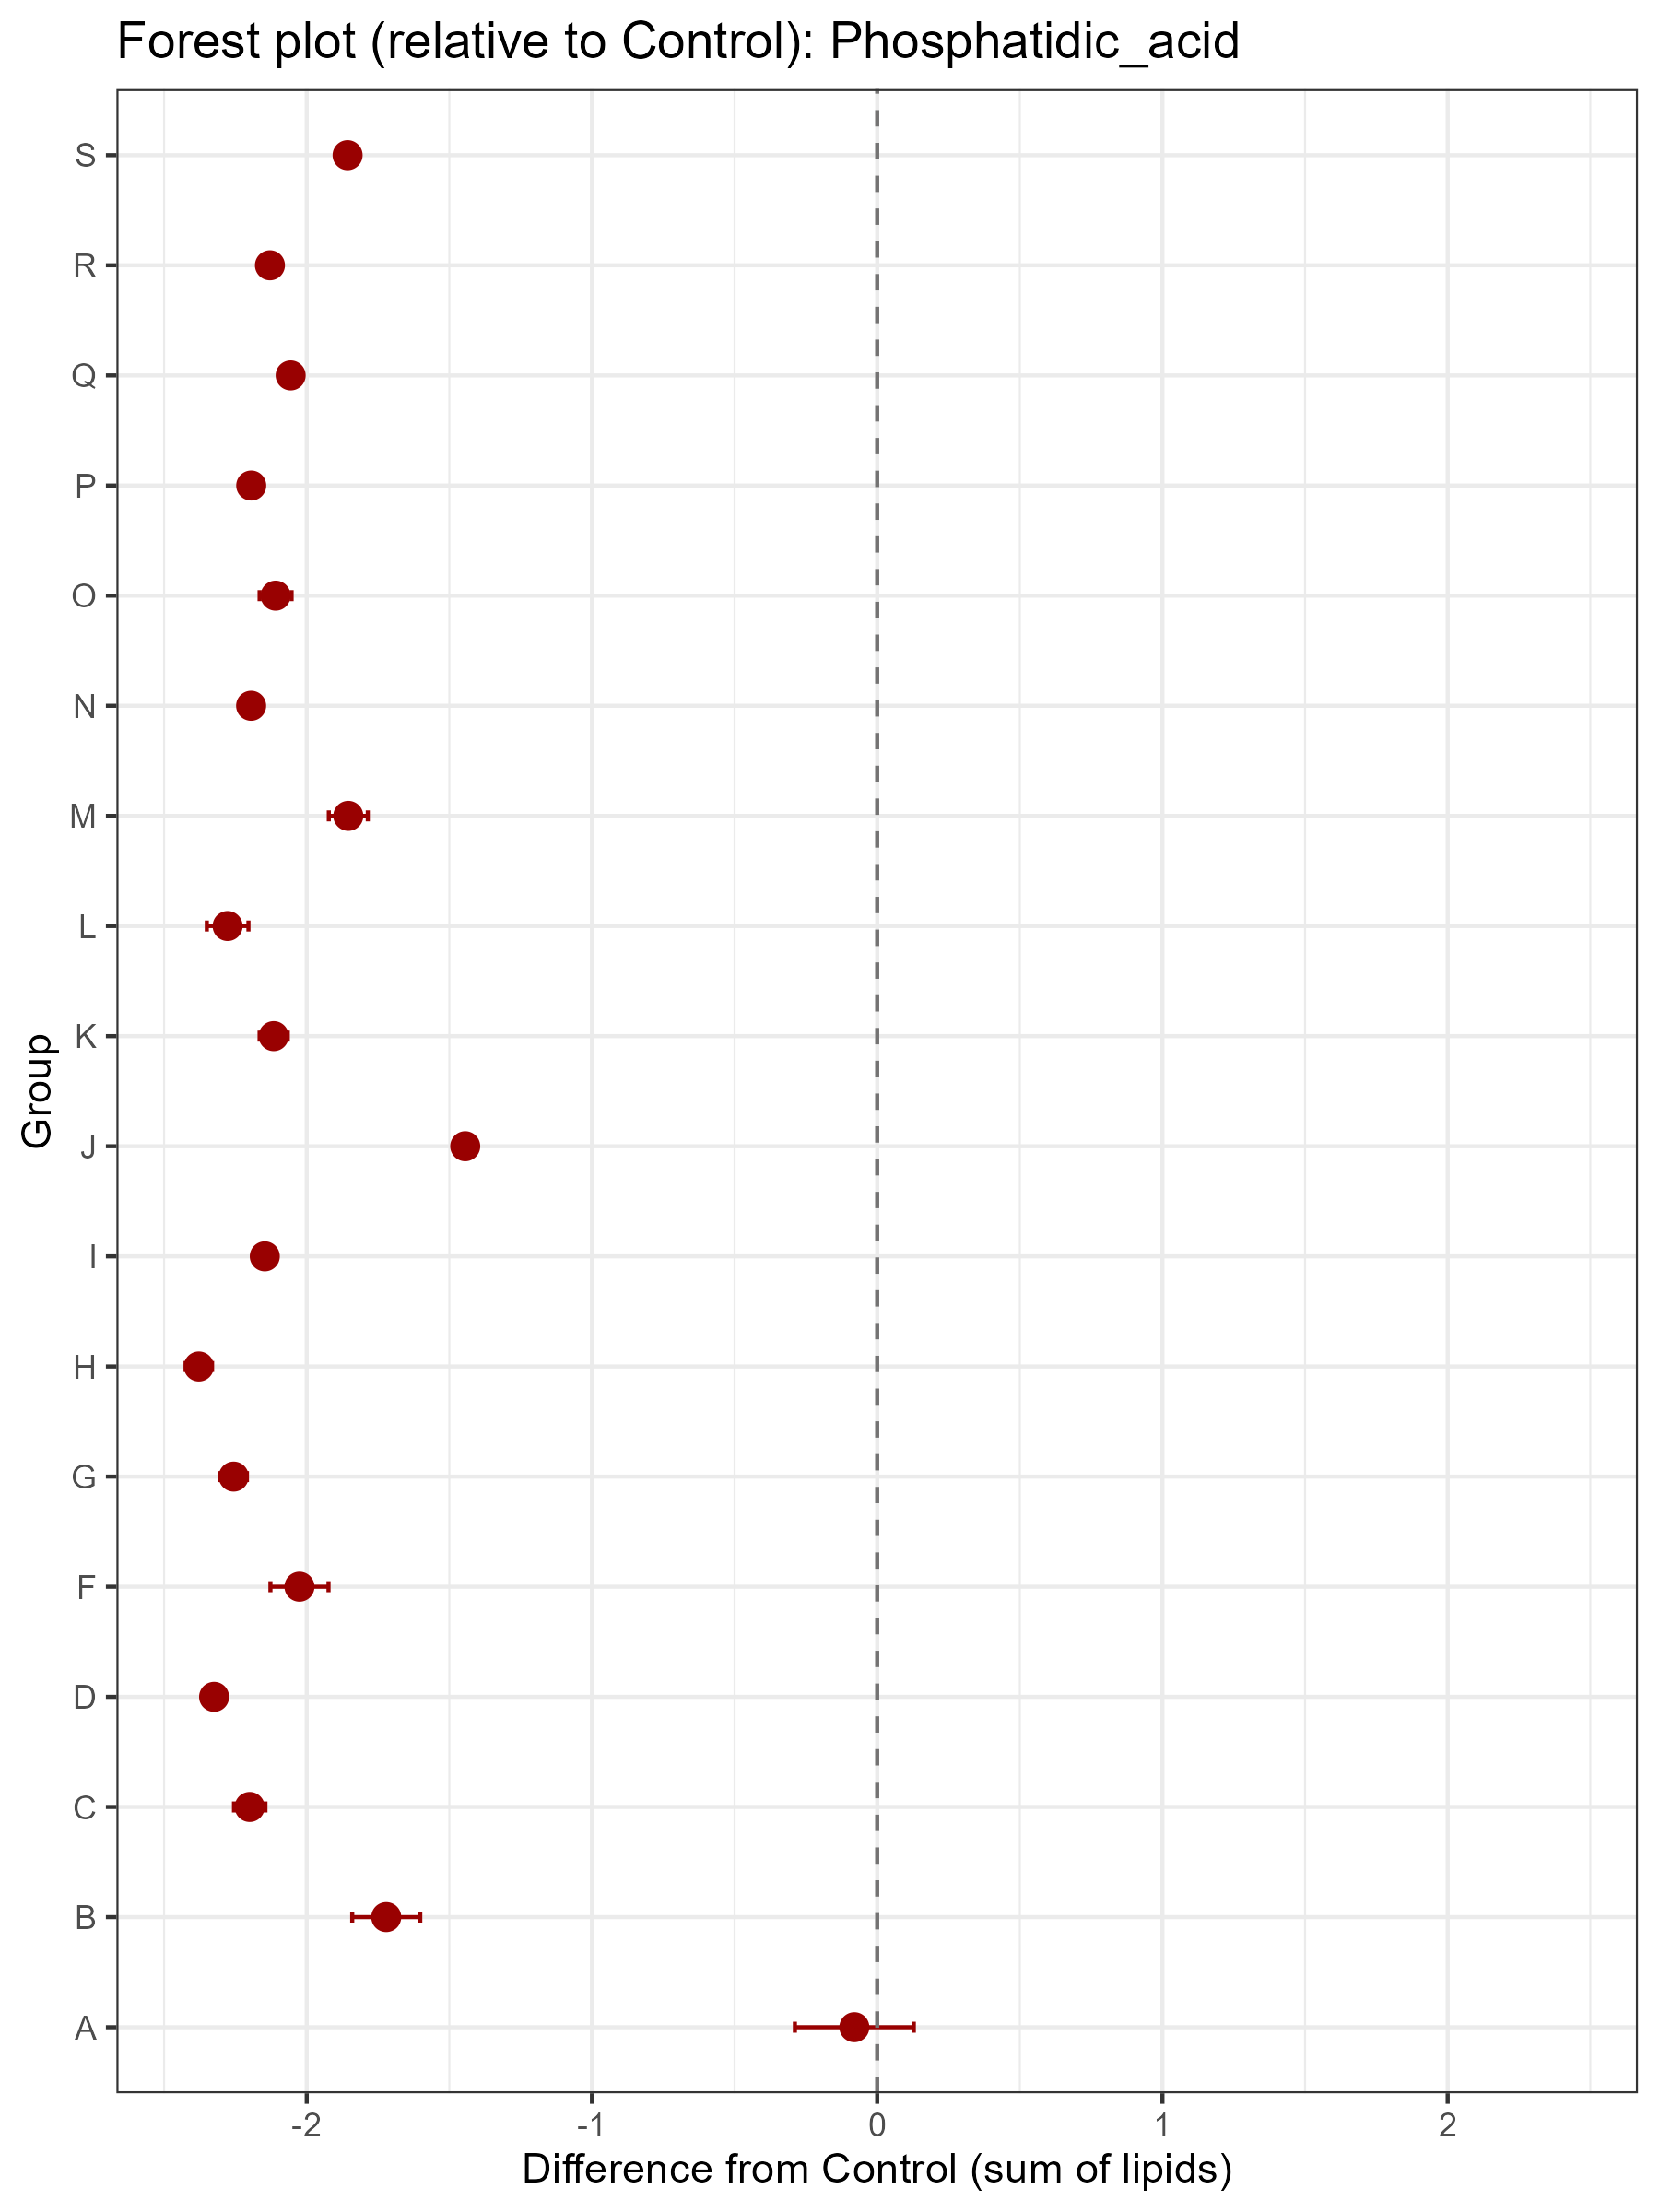 Forest plot (relative to Control): Phosphatidic_acid
Group
S
R
Q
P
O
N
M
L
K
J
I
H
G
F
D
C
B
A
-2 -1 0 1 2
Difference from Control (sum of lipids)